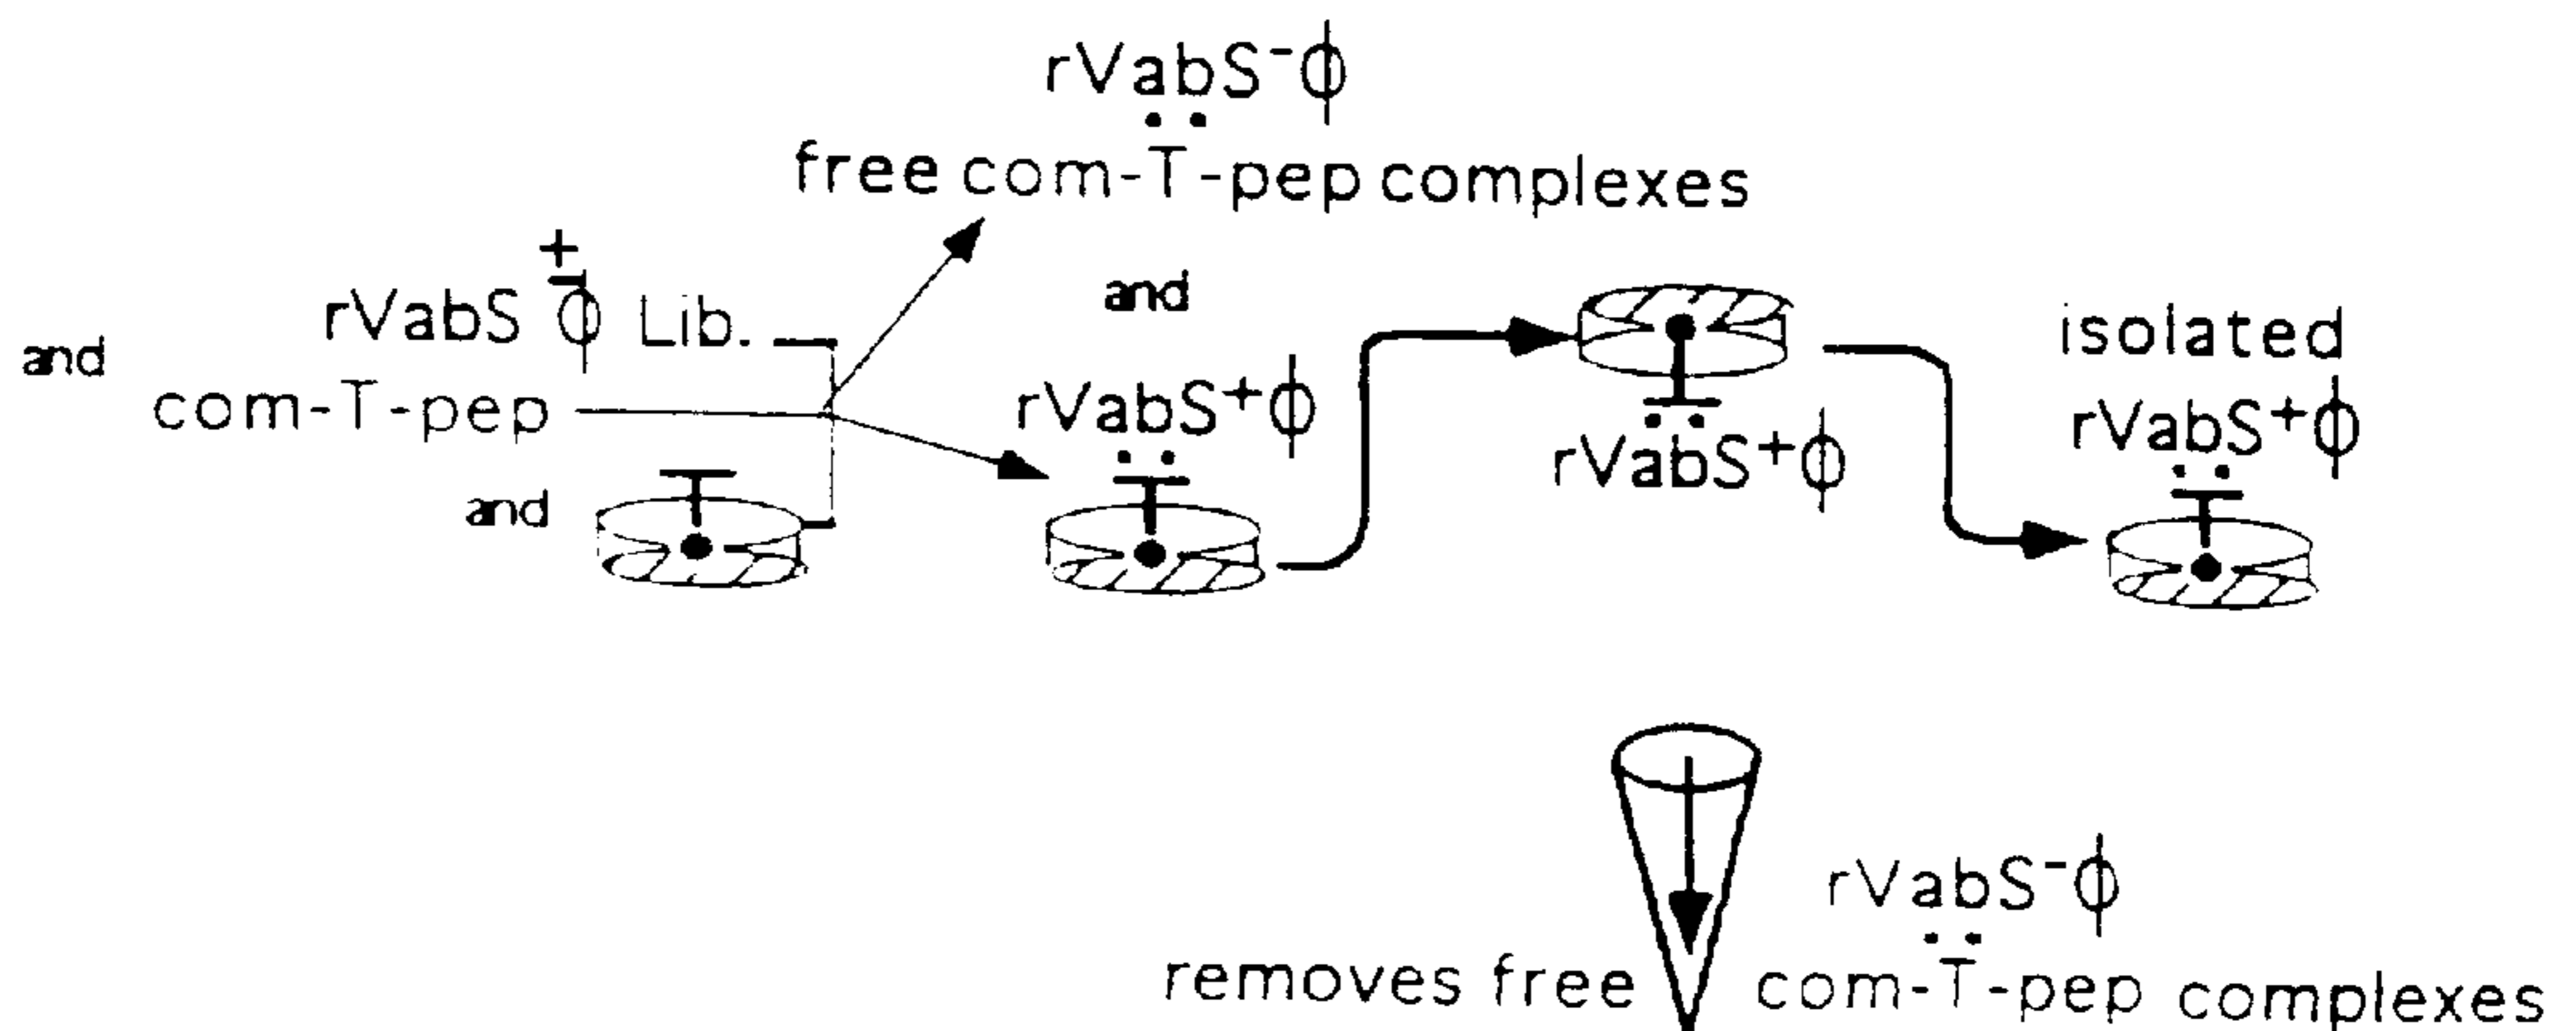 rVabS⁻ϕ
free com-T-pep complexes
and
rVabS ±ϕ Lib.
and
com-T-pep
and
rVabS⁺ϕ
rVabS⁺ϕ
isolated
rVabS⁺ϕ
rVabS⁻ϕ
removes free com-T-pep complexes